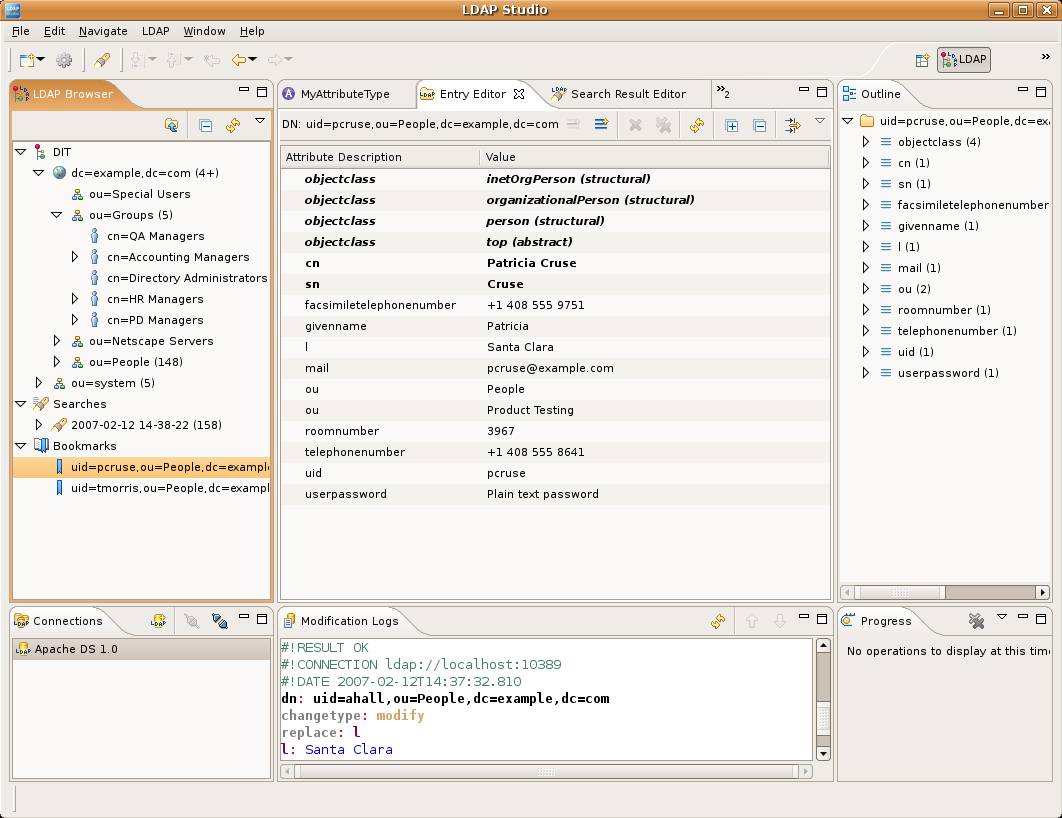 LDAP Studio
File Edit Navigate LDAP Window Help
LDAP
LDAP Browser
DIT
dc=example,dc=com (4+)
ou=Special Users
ou=Groups (5)
cn=QA Managers
cn=Accounting Managers
cn=Directory Administrators
cn=HR Managers
cn=PD Managers
ou=Netscape Servers
ou=People (148)
ou=system (5)
Searches
2007-02-12 14-38-22 (158)
Bookmarks
uid=pcruse,ou=People,dc=exampl
uid=tmorris,ou=People,dc=exampl
MyAttributeType Entry Editor Search Result Editor »2
DN: uid=pcruse,ou=People,dc=example,dc=com
Attribute Description Value
objectclass inetOrgPerson (structural)
objectclass organizationalPerson (structural)
objectclass person (structural)
objectclass top (abstract)
cn Patricia Cruse
sn Cruse
facsimiletelephonenumber +1 408 555 9751
givenname Patricia
l Santa Clara
mail pcruse@example.com
ou People
ou Product Testing
roomnumber 3967
telephonenumber +1 408 555 8641
uid pcruse
userpassword Plain text password
Outline
uid=pcruse,ou=People,dc=ex
objectclass (4)
cn (1)
sn (1)
facsimiletelephonenumber
givenname (1)
l (1)
mail (1)
ou (2)
roomnumber (1)
telephonenumber (1)
uid (1)
userpassword (1)
Connections
Apache DS 1.0
Modification Logs
#!RESULT OK
#!CONNECTION ldap://localhost:10389
#!DATE 2007-02-12T14:37:32.810
dn: uid=ahall,ou=People,dc=example,dc=com
changetype: modify
replace: l
l: Santa Clara
Progress
No operations to display at this tim